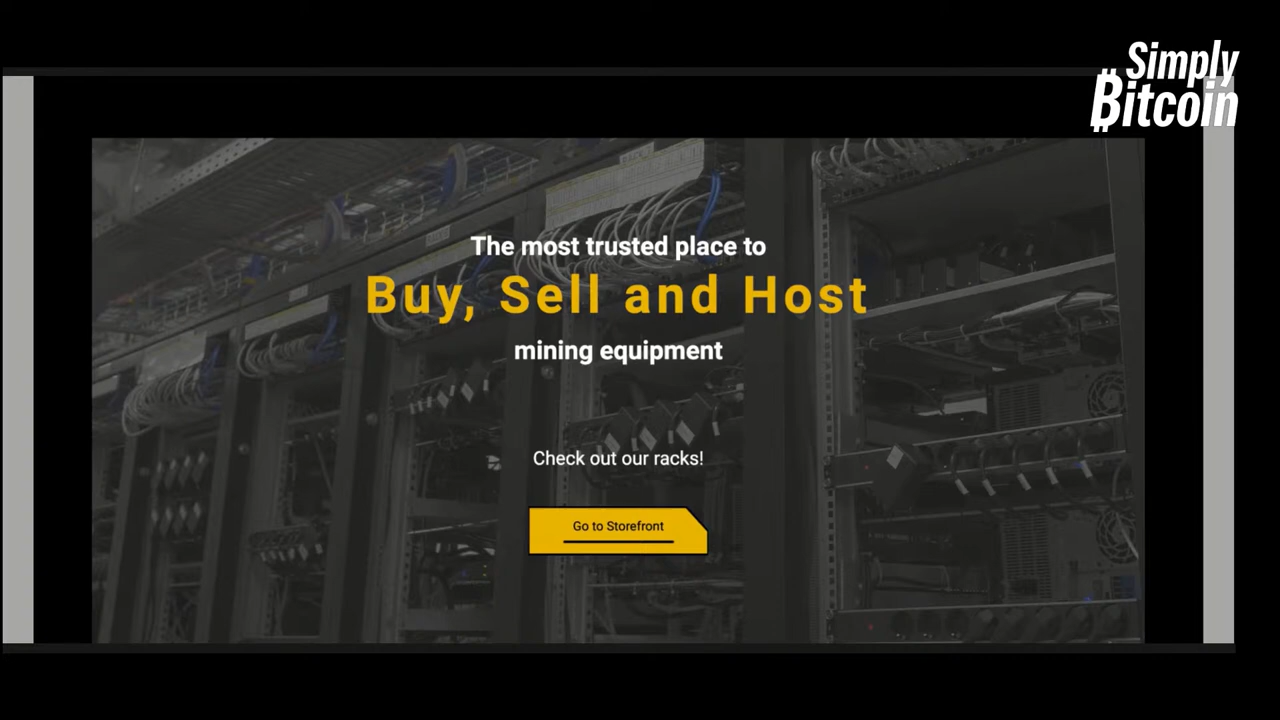 Simply
Bitcoin
The most trusted place to
Buy, Sell and Host
mining equipment
Check out our racks!
Go to Storefront